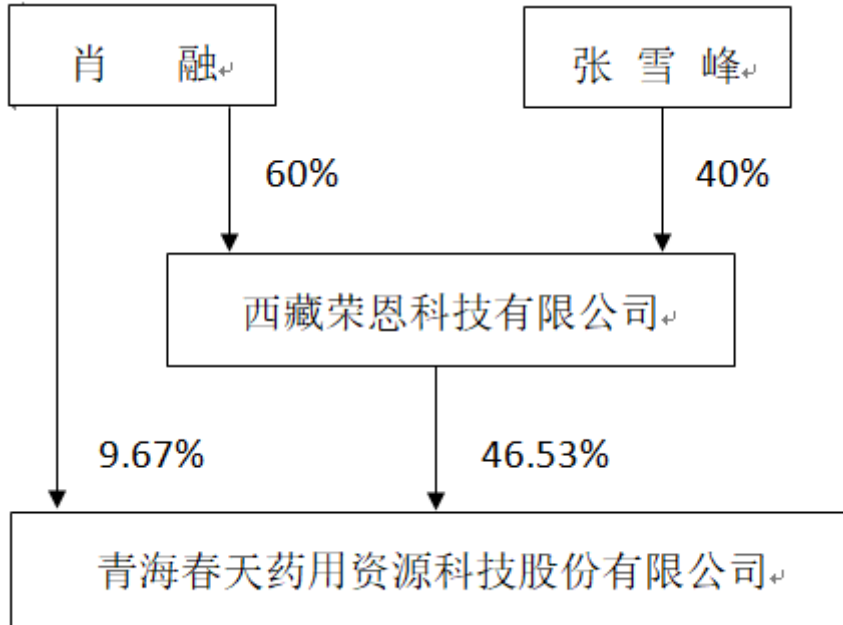 肖 融
张 雪 峰
60%
40%
西藏荣恩科技有限公司
9.67%
46.53%
青海春天药用资源科技股份有限公司